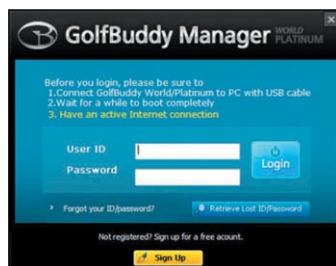 GolfBuddy Manager WORLD PLATINUM
Before you login, please be sure to
1.Connect GolfBuddy World/Platinum to PC with USB cable
2.Wait for a while to boot completely
3. Have an active Internet connection
User ID
Password
Login
Forgot your ID/password?
Retrieve Lost ID/Password
Not registered? Sign up for a free acount.
Sign Up